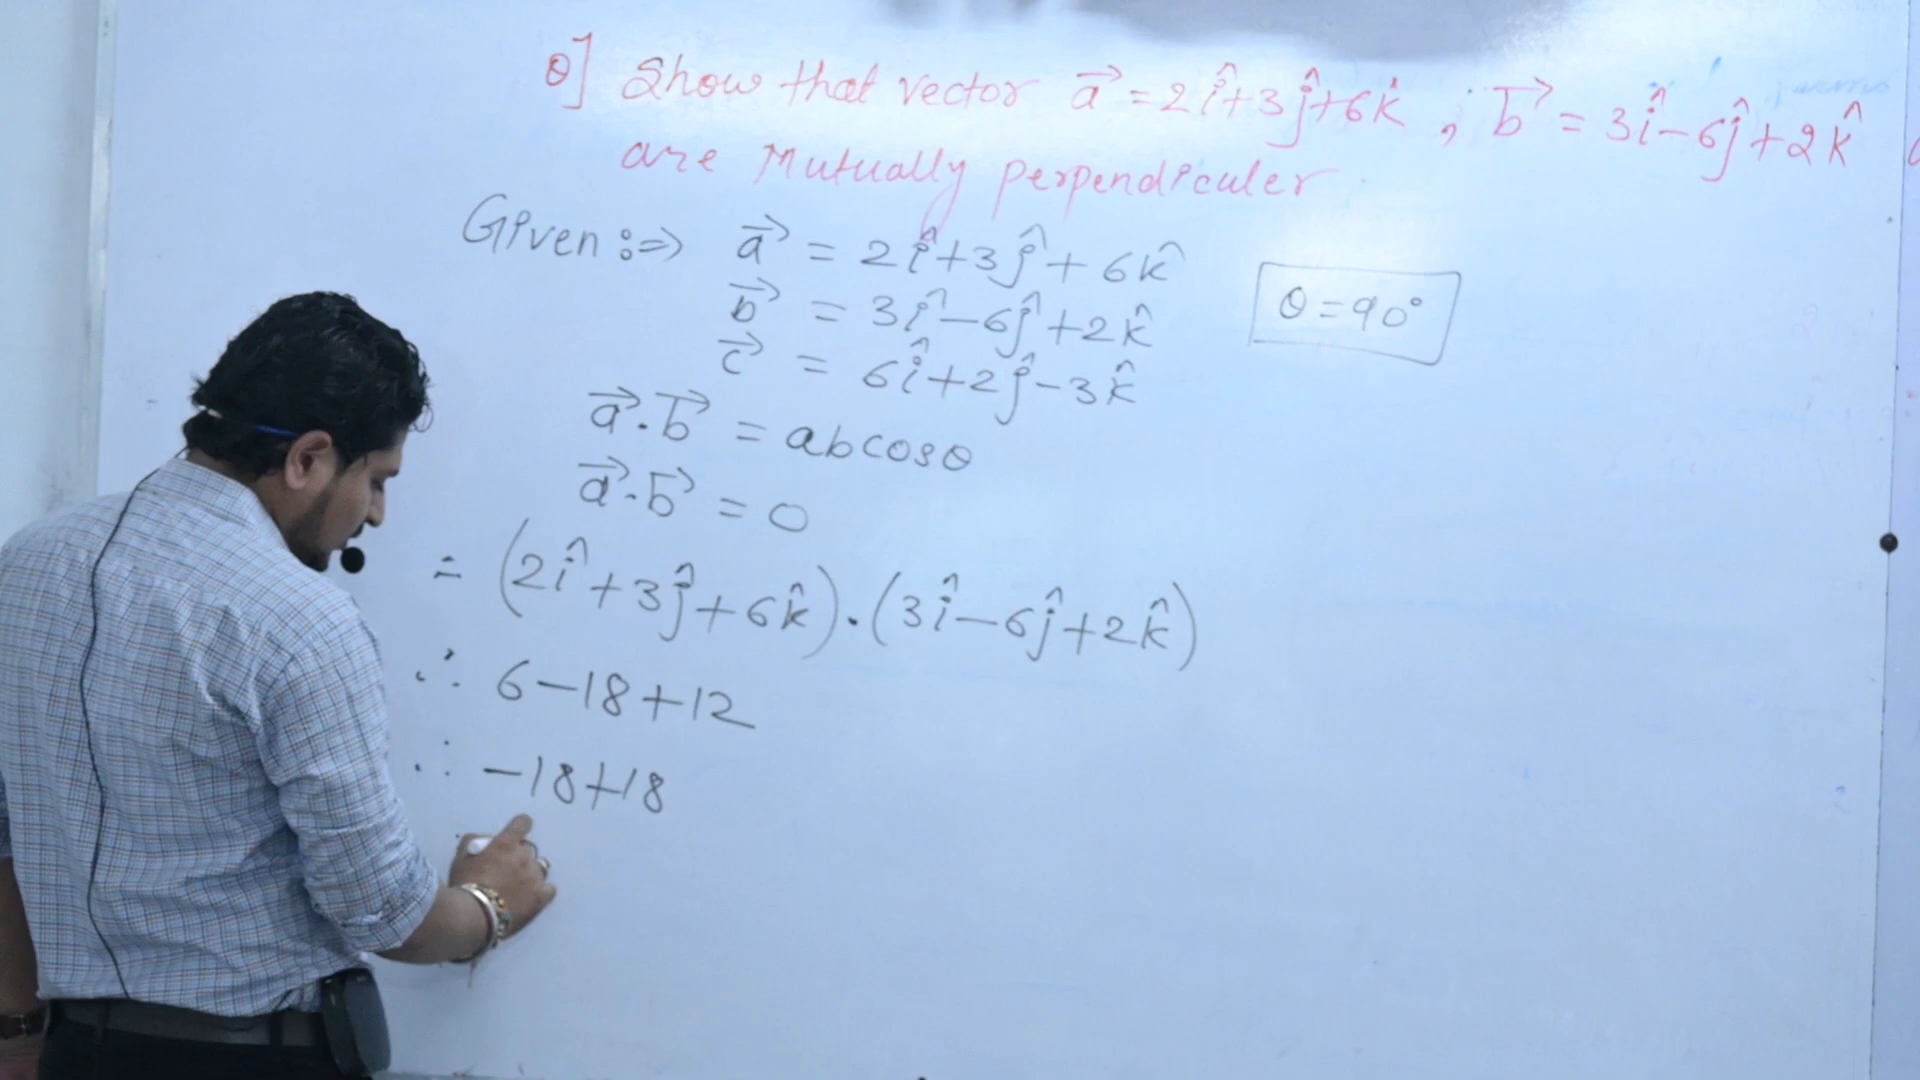 Q] Show that vector a⃗ = 2î+3ĵ+6k̂, b⃗ = 3î-6ĵ+2k̂
are Mutually perpendiculer
Given :⇒ a⃗ = 2î+3ĵ+6k̂
b⃗ = 3î-6ĵ+2k̂
θ=90°
c⃗ = 6î+2ĵ-3k̂
a⃗.b⃗ = abcosθ
a⃗.b⃗ = 0
= (2î+3ĵ+6k̂).(3î-6ĵ+2k̂)
∴ 6-18+12
∴ -18+18